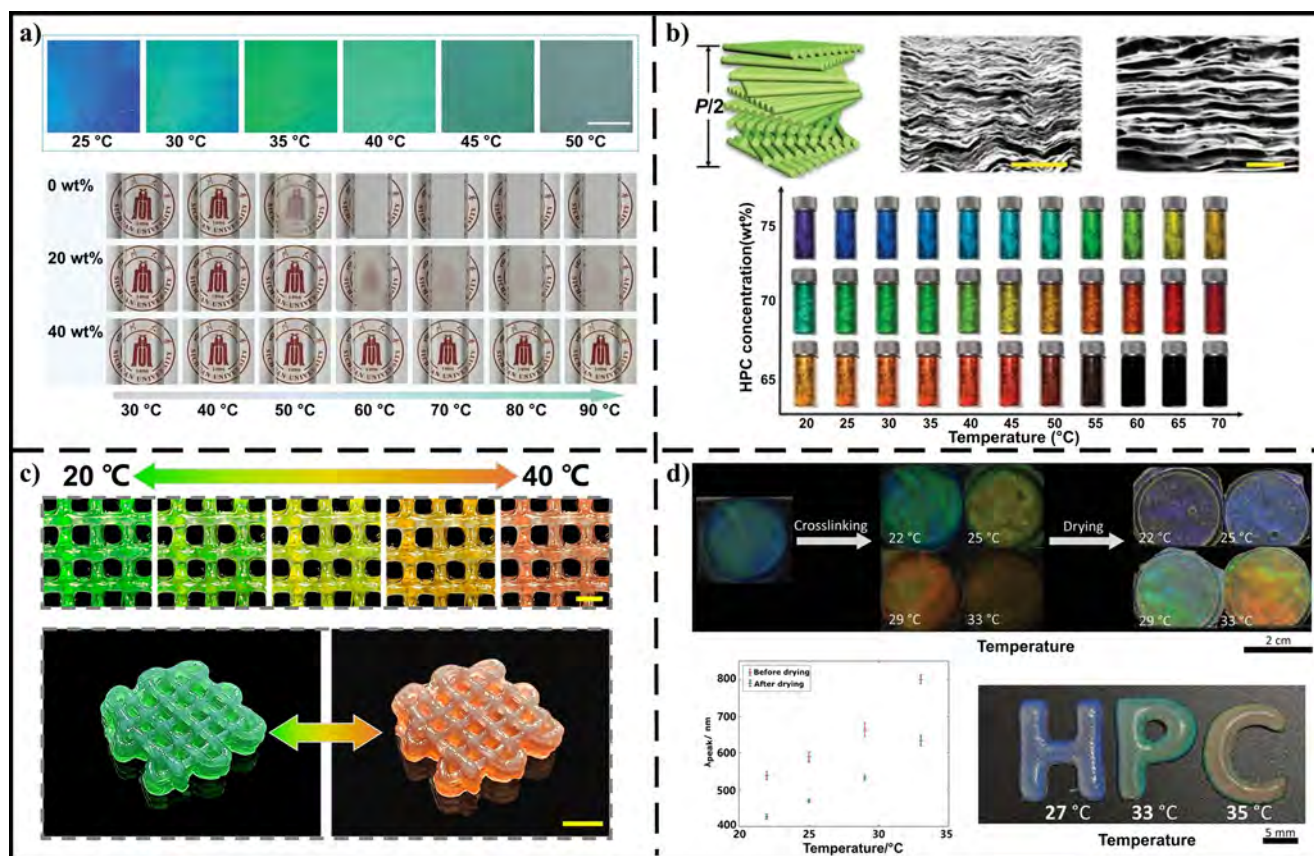 a)
25 °C 30 °C 35 °C 40 °C 45 °C 50 °C
0 wt%
20 wt%
40 wt%
30 °C 40 °C 50 °C 60 °C 70 °C 80 °C 90 °C
b)
P/2
HPC concentration(wt%)
75
70
65
20 25 30 35 40 45 50 55 60 65 70
Temperature (°C)
c)
20 ℃ 40 ℃
d)
Crosslinking
22 °C 25 °C
29 °C 33 °C
Drying
22 °C 25 °C
29 °C 33 °C
Temperature
2 cm
Before drying
After drying
λpeak/ nm
800
700
600
500
400
20 25 30 35
Temperature/°C
HPC
27 °C 33 °C 35 °C
Temperature
5 mm